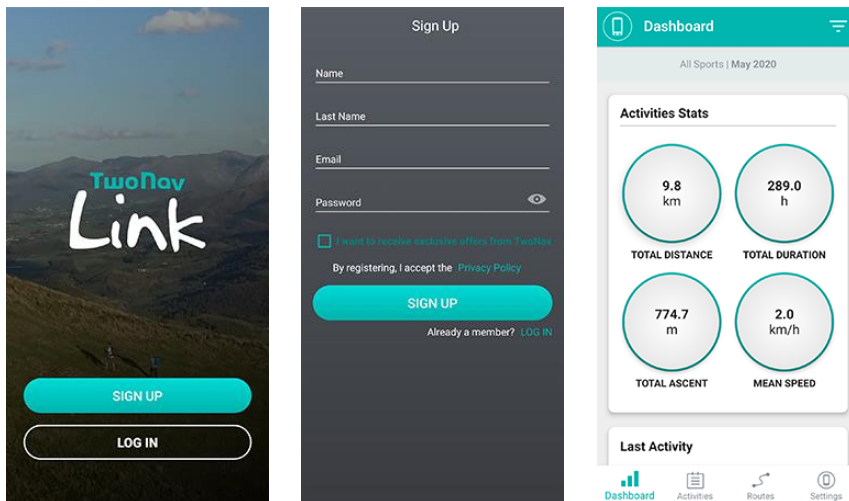 TwoNav
Link
SIGN UP
LOG IN
Sign Up
Name
Last Name
Email
Password
I want to receive exclusive offers from TwoNav
By registering, I accept the Privacy Policy
SIGN UP
Already a member? LOG IN
Dashboard
All Sports | May 2020
Activities Stats
9.8
km
TOTAL DISTANCE
289.0
h
TOTAL DURATION
774.7
m
TOTAL ASCENT
2.0
km/h
MEAN SPEED
Last Activity
Dashboard
Activities
Routes
Settings